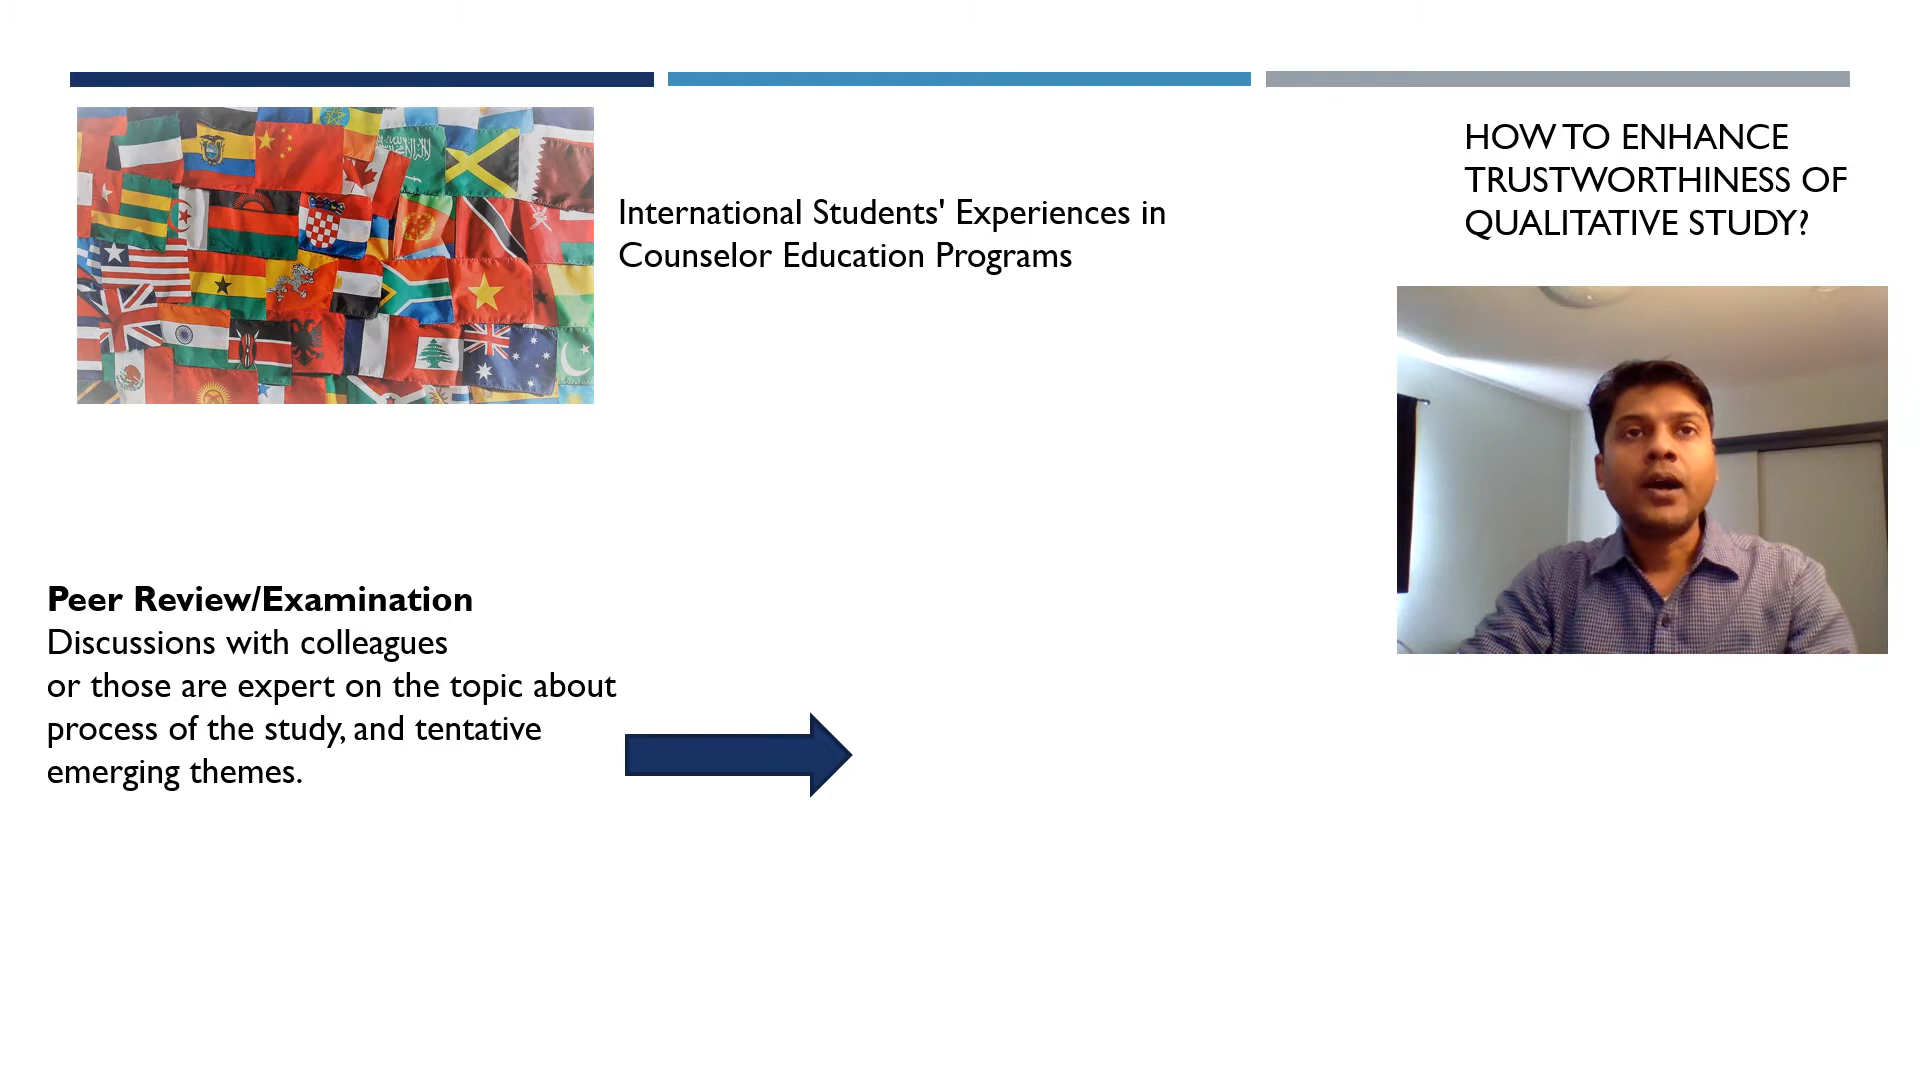 HOW TO ENHANCE
TRUSTWORTHINESS OF
QUALITATIVE STUDY?
International Students' Experiences in
Counselor Education Programs
Peer Review/Examination
Discussions with colleagues
or those are expert on the topic about
process of the study, and tentative
emerging themes.